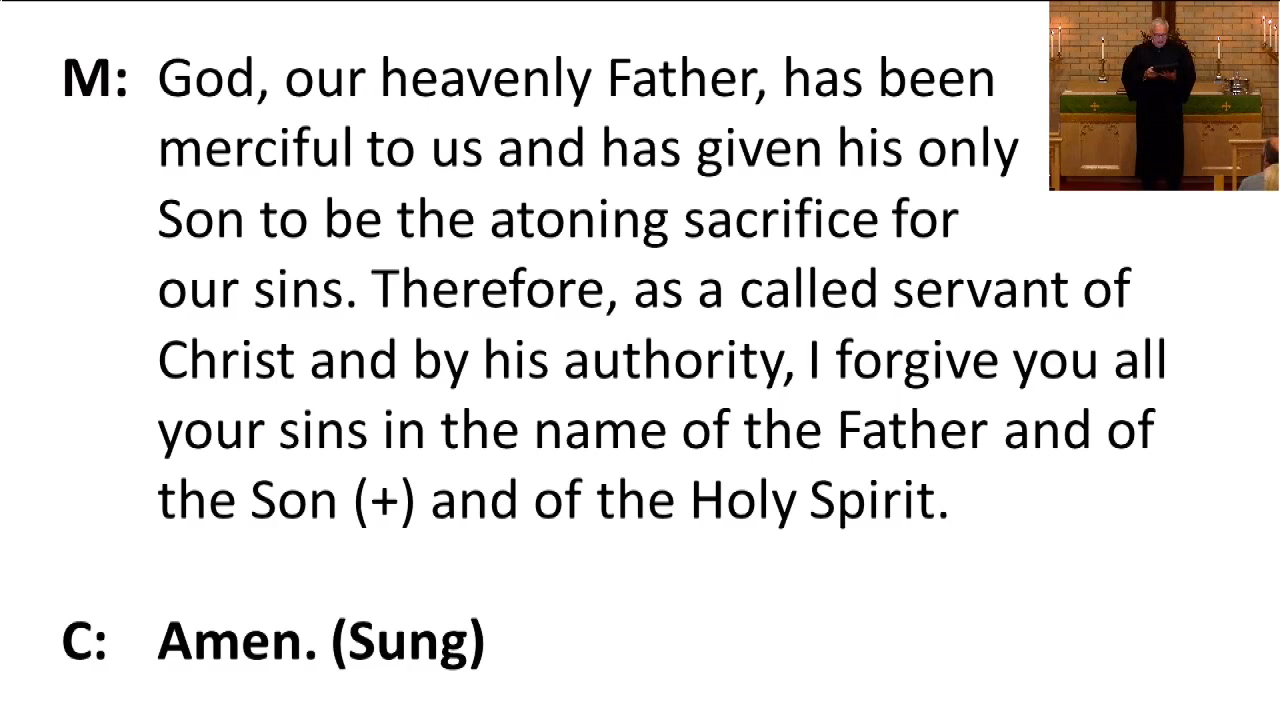 M: God, our heavenly Father, has been
merciful to us and has given his only
Son to be the atoning sacrifice for
our sins. Therefore, as a called servant of
Christ and by his authority, I forgive you all
your sins in the name of the Father and of
the Son (+) and of the Holy Spirit.
C: Amen. (Sung)